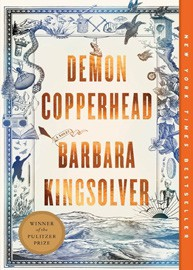 DEMON
COPPERHEAD
A NOVEL
BARBARA
KINGSOLVER
WINNER
OF THE
PULITZER
PRIZE
NEW YORK TIMES BESTSELLER